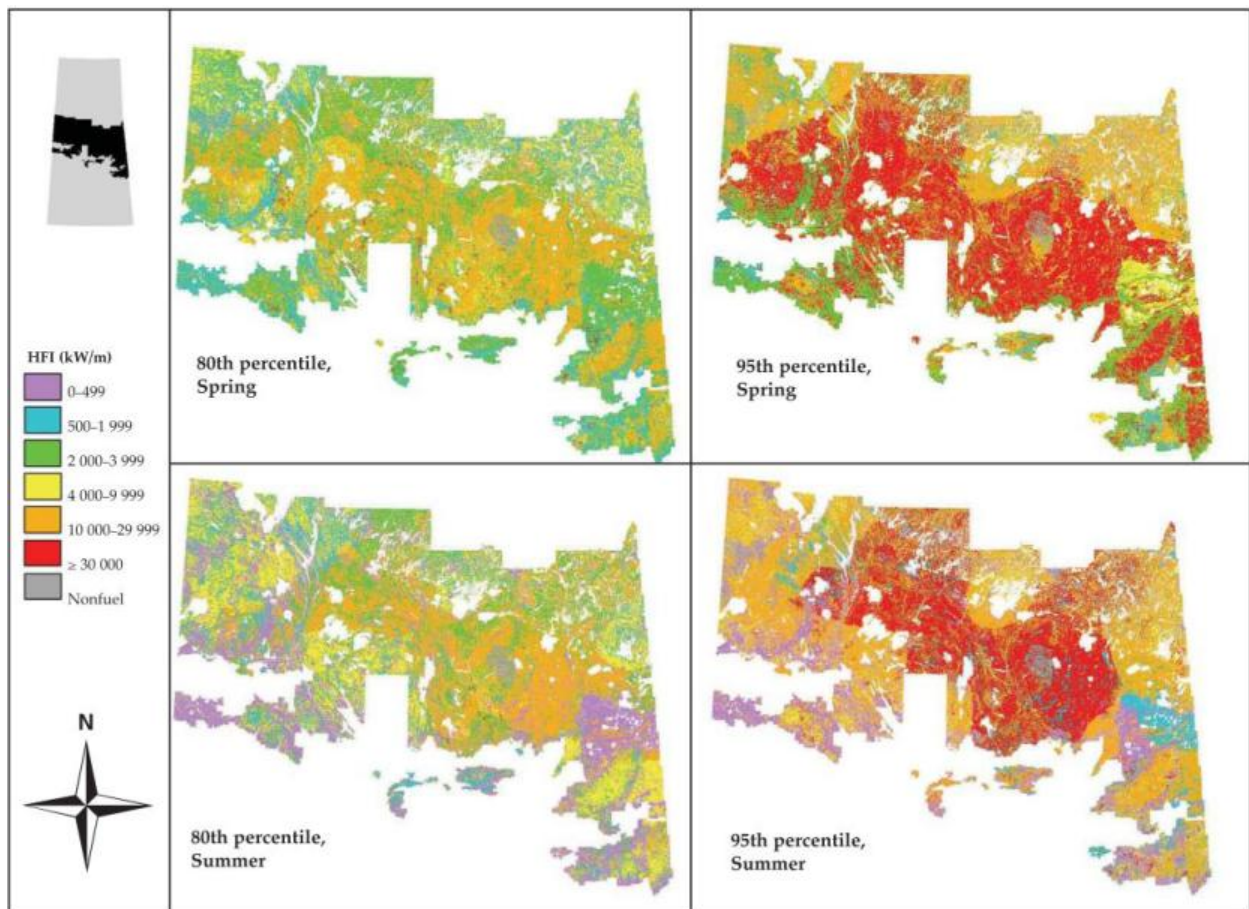 HFI (kW/m)
0–499
500–1 999
2 000–3 999
4 000–9 999
10 000–29 999
≥ 30 000
Nonfuel
N
80th percentile,
Spring
95th percentile,
Spring
80th percentile,
Summer
95th percentile,
Summer